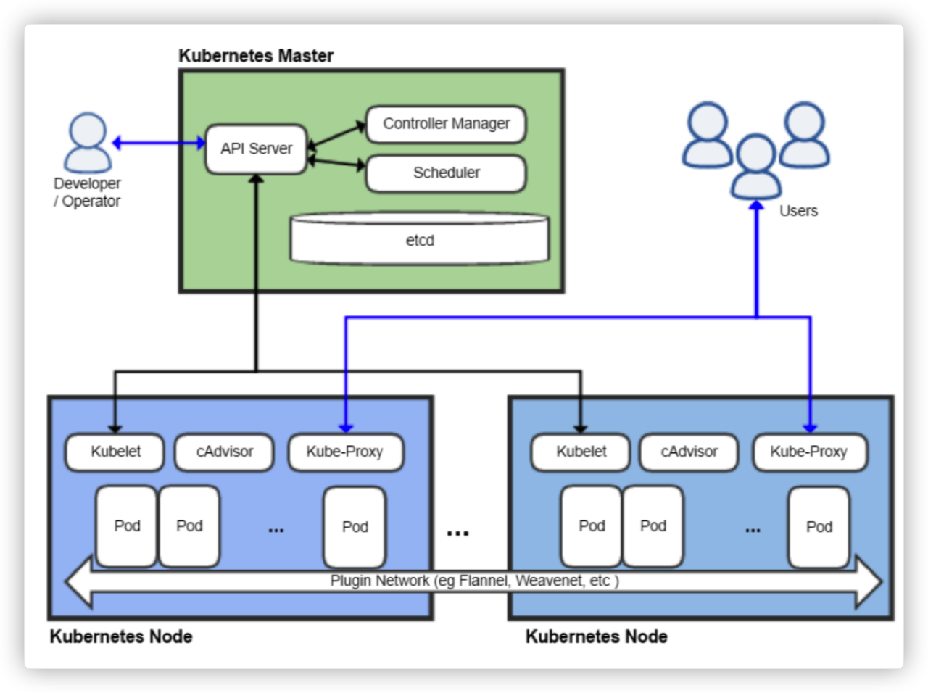 Kubernetes Master
API Server
Controller Manager
Scheduler
etcd
Developer
/ Operator
Users
Kubelet
cAdvisor
Kube-Proxy
Pod
Pod
...
Pod
...
Kubelet
cAdvisor
Kube-Proxy
Pod
Pod
...
Pod
Plugin Network (eg Flannel, Weavenet, etc )
Kubernetes Node
Kubernetes Node